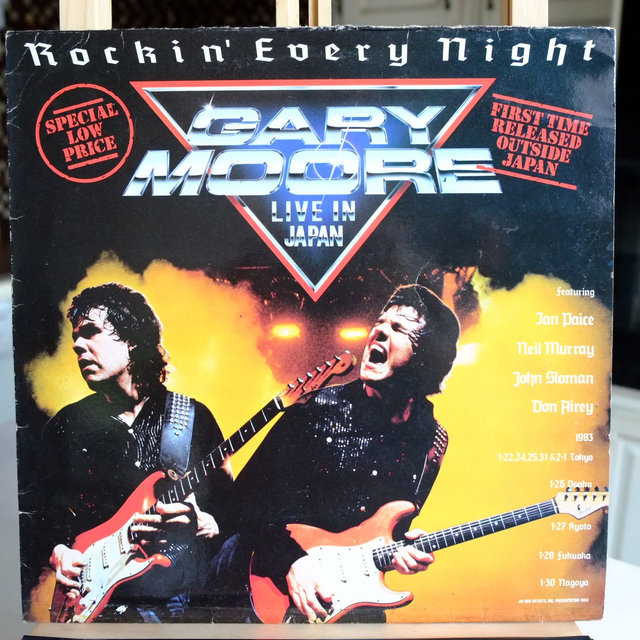 Rockin' Every Night
SPECIAL
LOW
PRICE
GARY
MOORE
LIVE IN
JAPAN
FIRST TIME
RELEASED
OUTSIDE
JAPAN
Featuring
Ian Paice
Neil Murray
John Sloman
Don Airey
1983
1·22,24,25,31 & 2·1 Tokyo
1·26 Osaka
1·27 Kyoto
1·28 Fukuoka
1·30 Nagoya